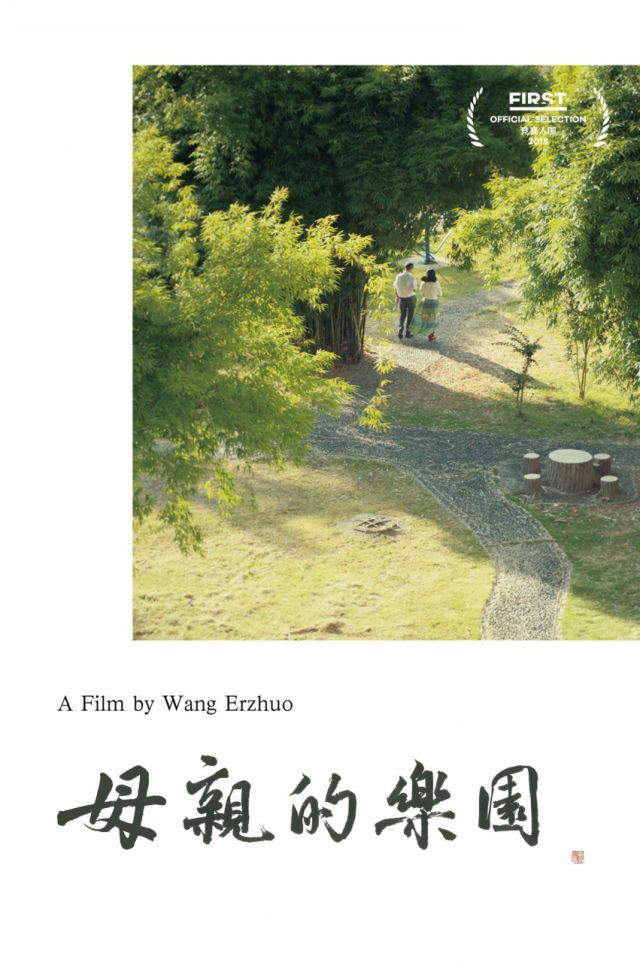 FIRST
OFFICIAL SELECTION
竞赛入围
2018
A Film by Wang Erzhuo
母親的樂園